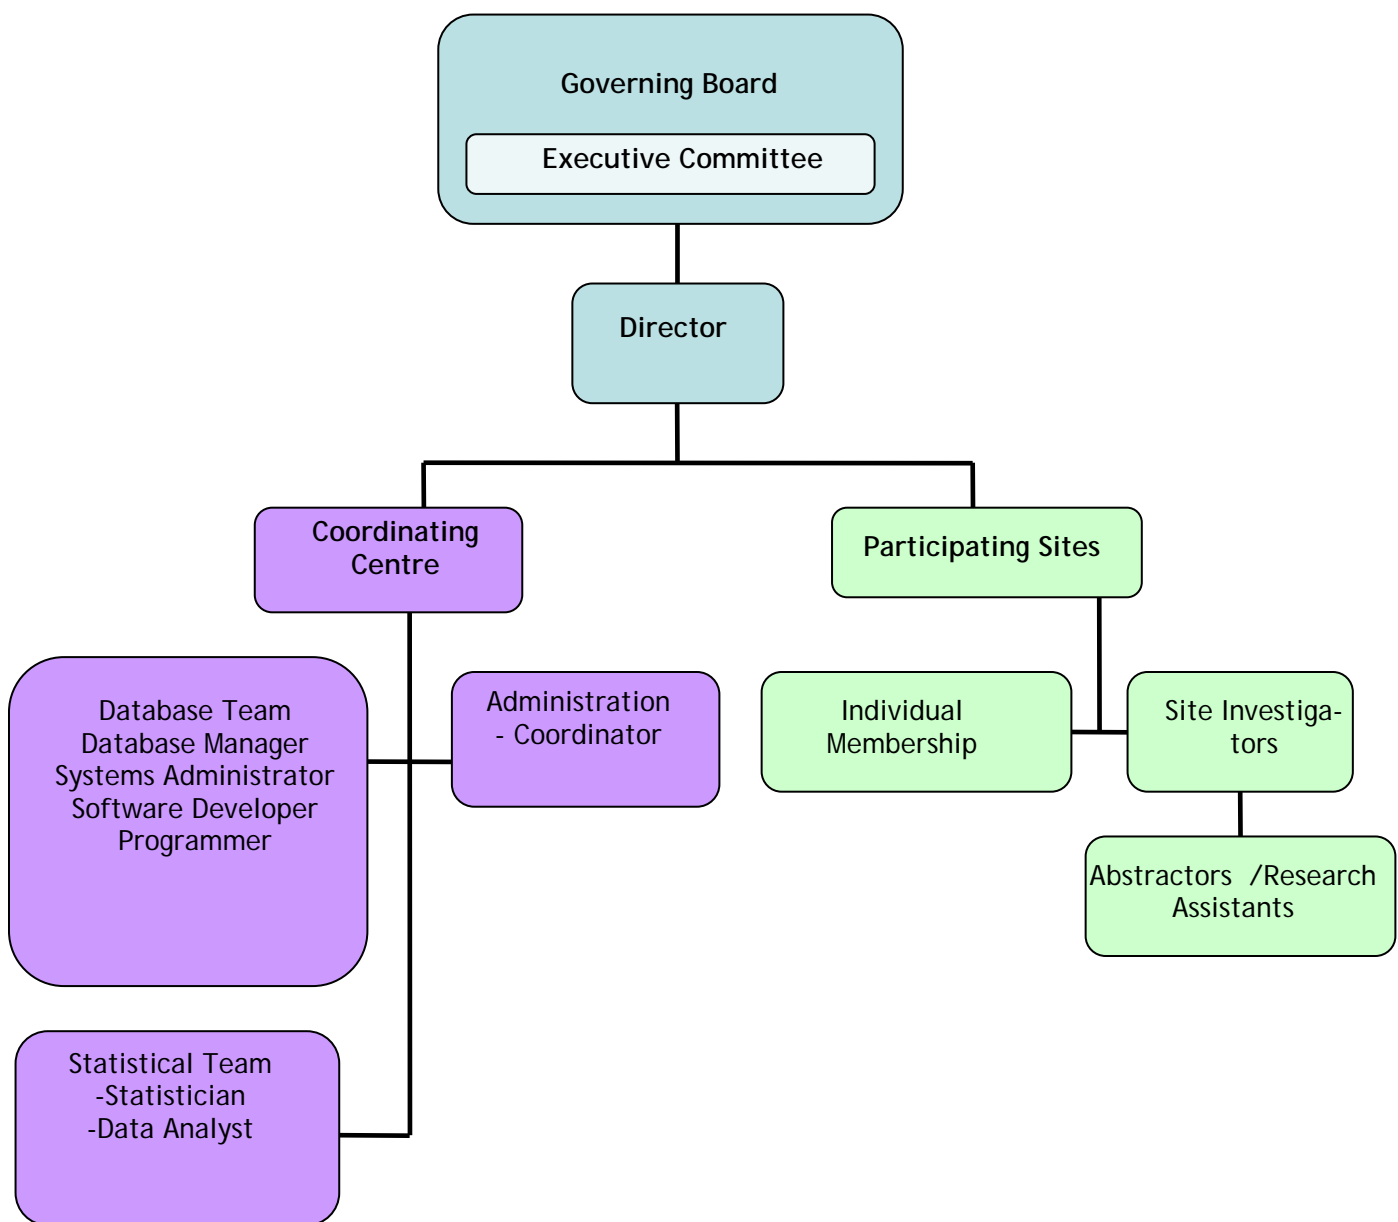 Governing Board
Executive Committee
Director
Coordinating
Centre
Participating Sites
Database Team
Database Manager
Systems Administrator
Software Developer
Programmer
Administration
- Coordinator
Individual
Membership
Site Investiga-
tors
Abstractors /Research
Assistants
Statistical Team
-Statistician
-Data Analyst